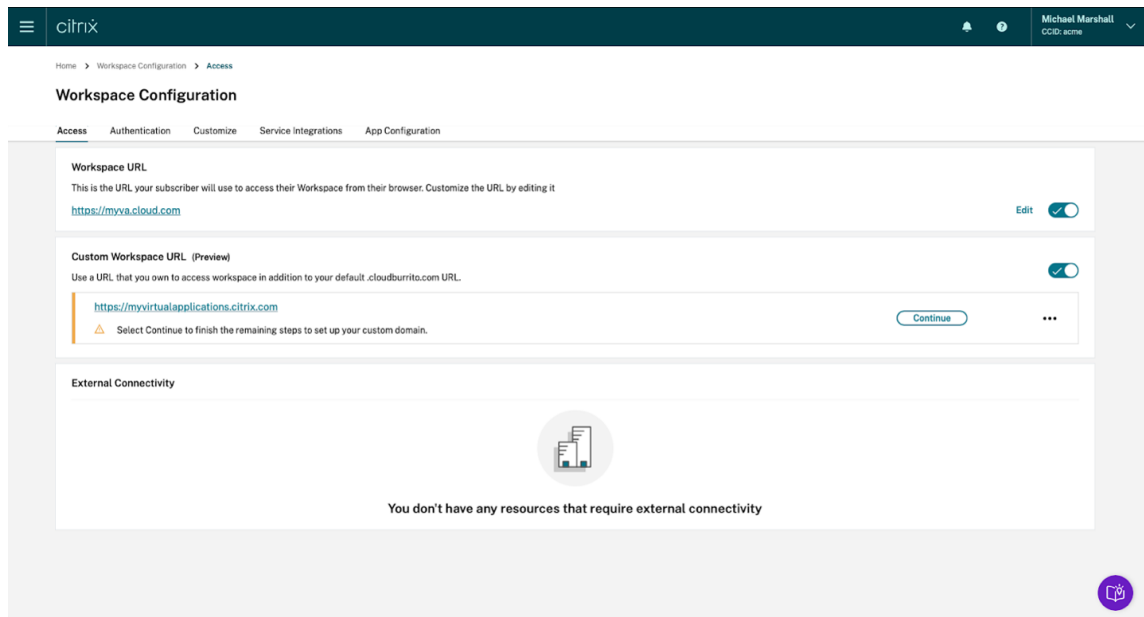 citrix
Michael Marshall
CCID: acme
Home > Workspace Configuration > Access
Workspace Configuration
Access Authentication Customize Service Integrations App Configuration
Workspace URL
This is the URL your subscriber will use to access their Workspace from their browser. Customize the URL by editing it
https://myva.cloud.com
Edit
Custom Workspace URL (Preview)
Use a URL that you own to access workspace in addition to your default .cloudburrito.com URL.
https://myvirtualapplications.citrix.com
Select Continue to finish the remaining steps to set up your custom domain.
Continue
External Connectivity
You don't have any resources that require external connectivity